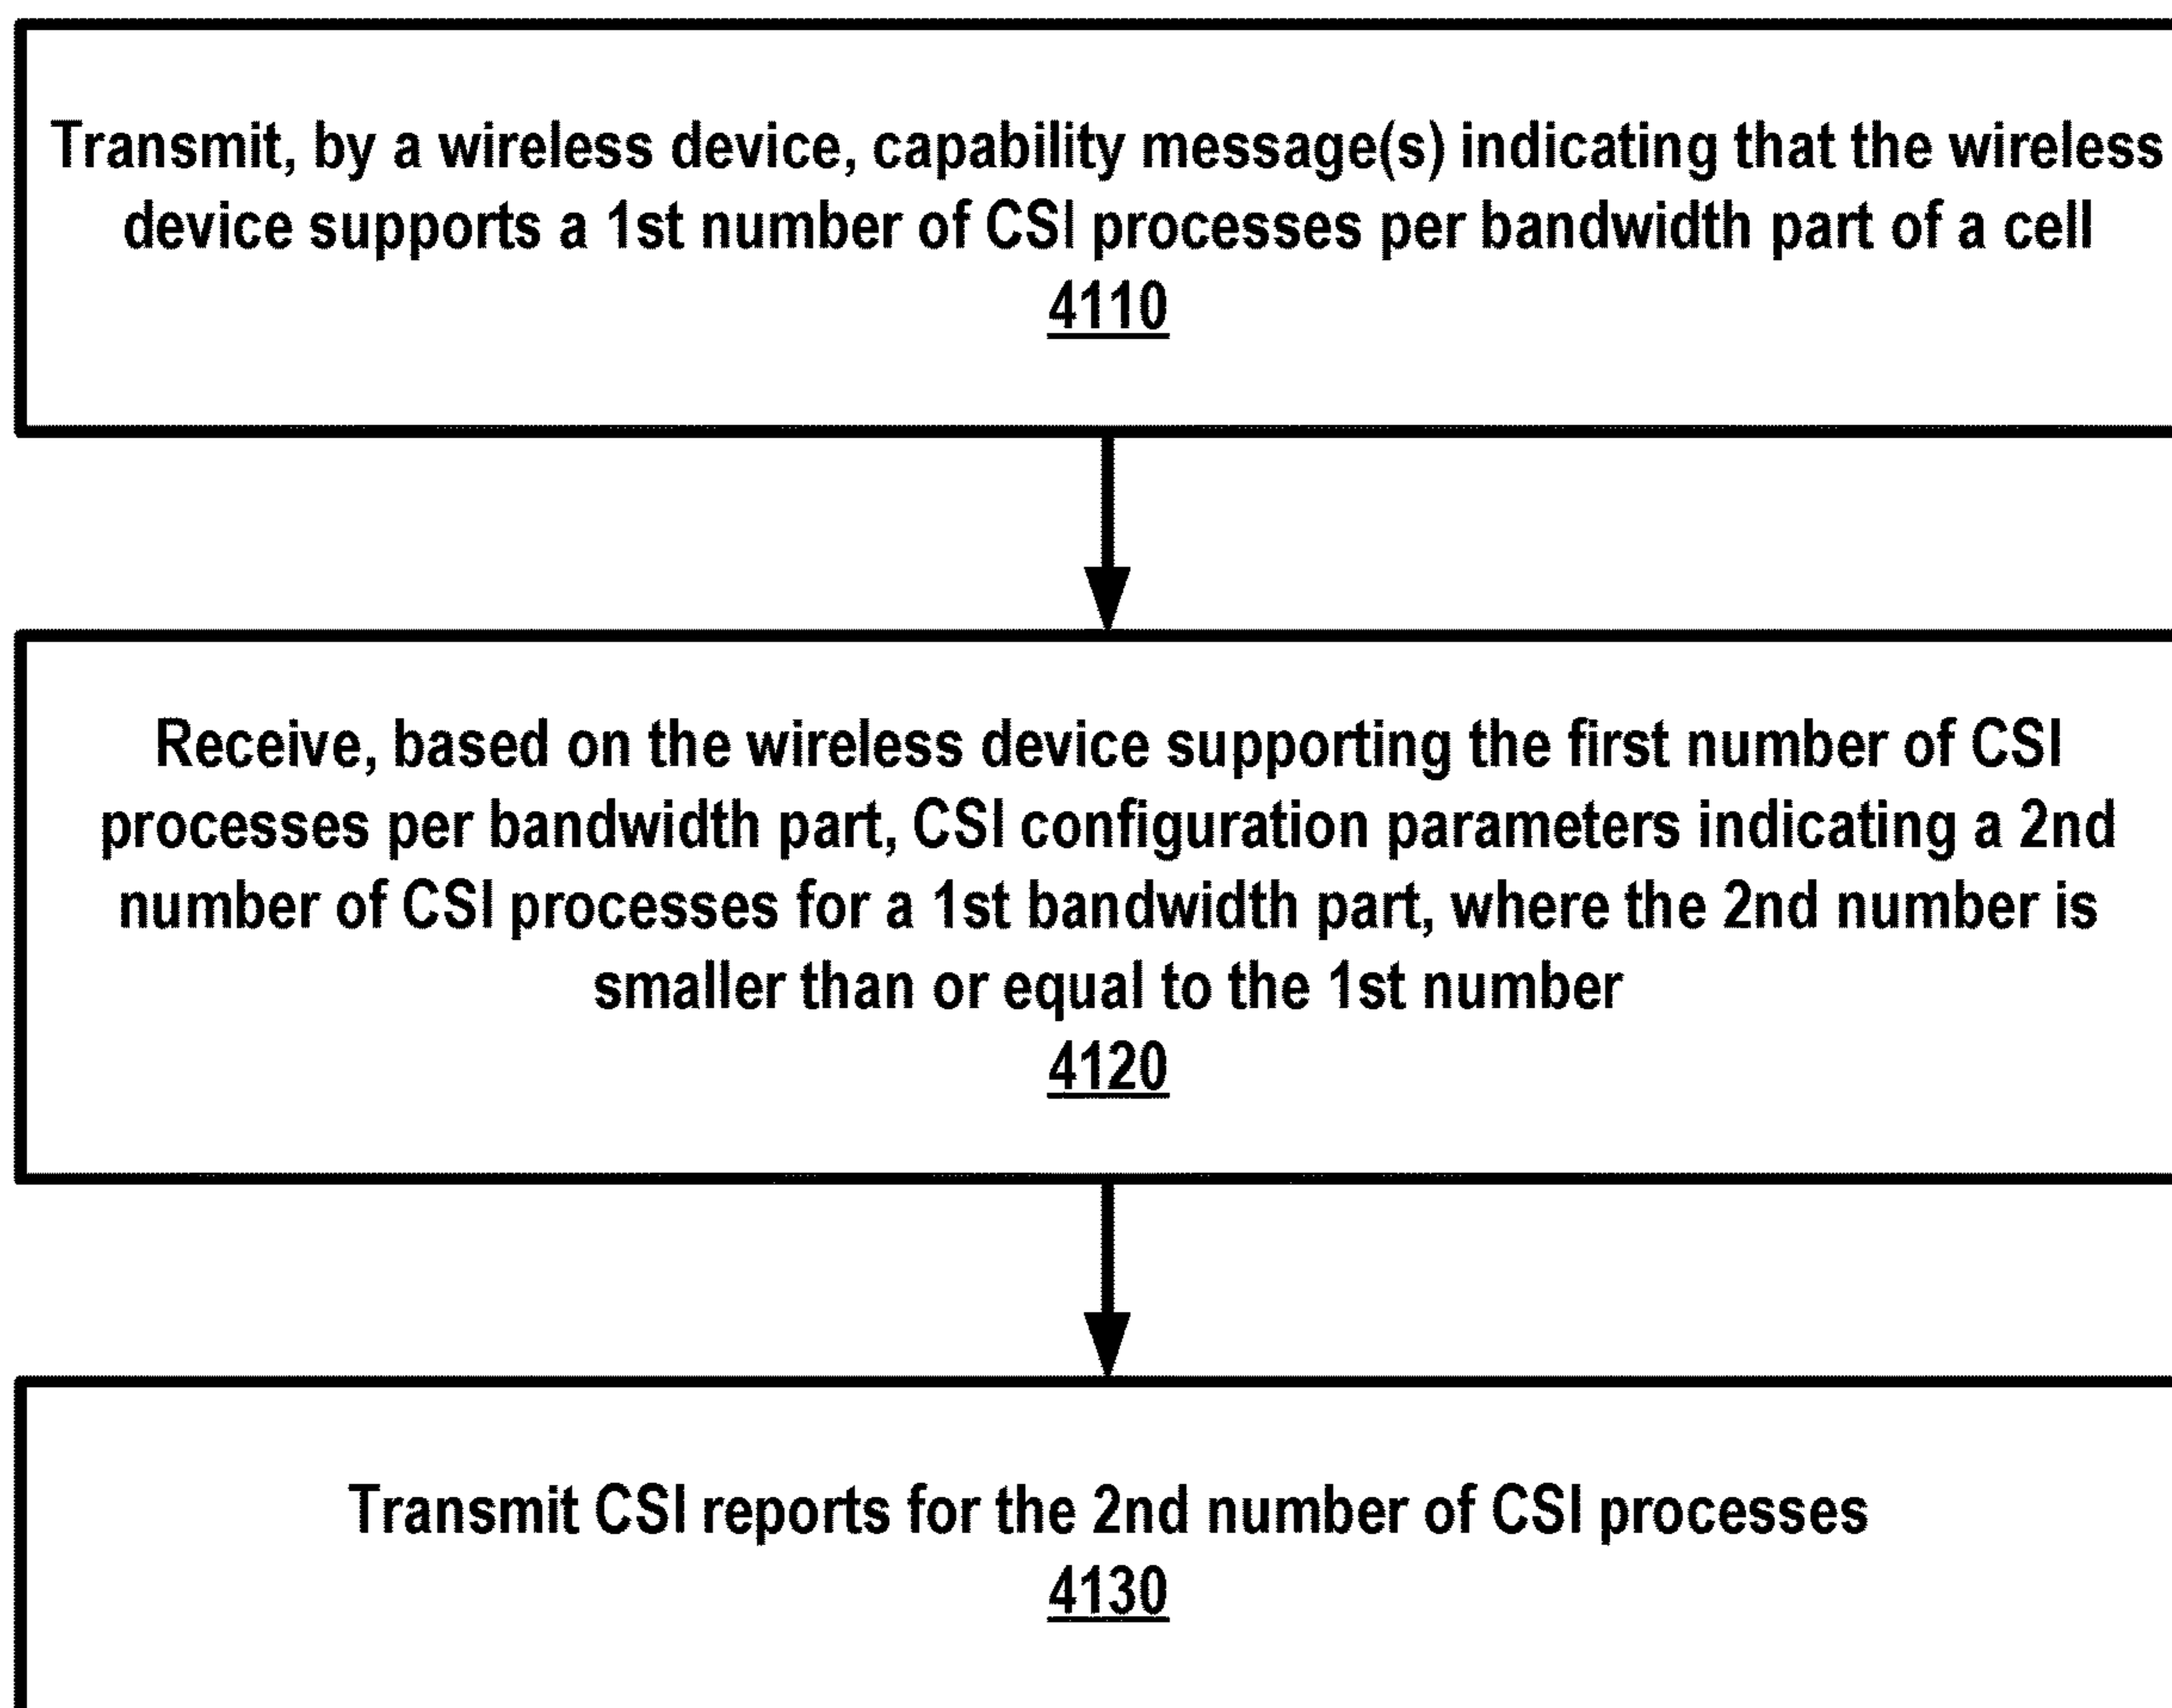 Transmit, by a wireless device, capability message(s) indicating that the wireless
device supports a 1st number of CSI processes per bandwidth part of a cell
4110
Receive, based on the wireless device supporting the first number of CSI
processes per bandwidth part, CSI configuration parameters indicating a 2nd
number of CSI processes for a 1st bandwidth part, where the 2nd number is
smaller than or equal to the 1st number
4120
Transmit CSI reports for the 2nd number of CSI processes
4130